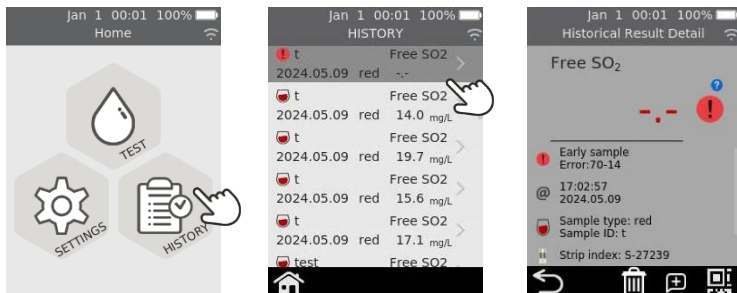 Jan 1 00:01 100%
Home
TEST
SETTINGS
HISTORY
Jan 1 00:01 100%
HISTORY
t Free SO2
2024.05.09 red -.-
t Free SO2
2024.05.09 red 14.0 mg/L
t Free SO2
2024.05.09 red 19.7 mg/L
t Free SO2
2024.05.09 red 15.6 mg/L
t Free SO2
2024.05.09 red 17.1 mg/L
test Free SO2
Jan 1 00:01 100%
Historical Result Detail
Free SO₂
?
-.- !
! Early sample
Error:70-14
@ 17:02:57
2024.05.09
Sample type: red
Sample ID: t
Strip index: S-27239